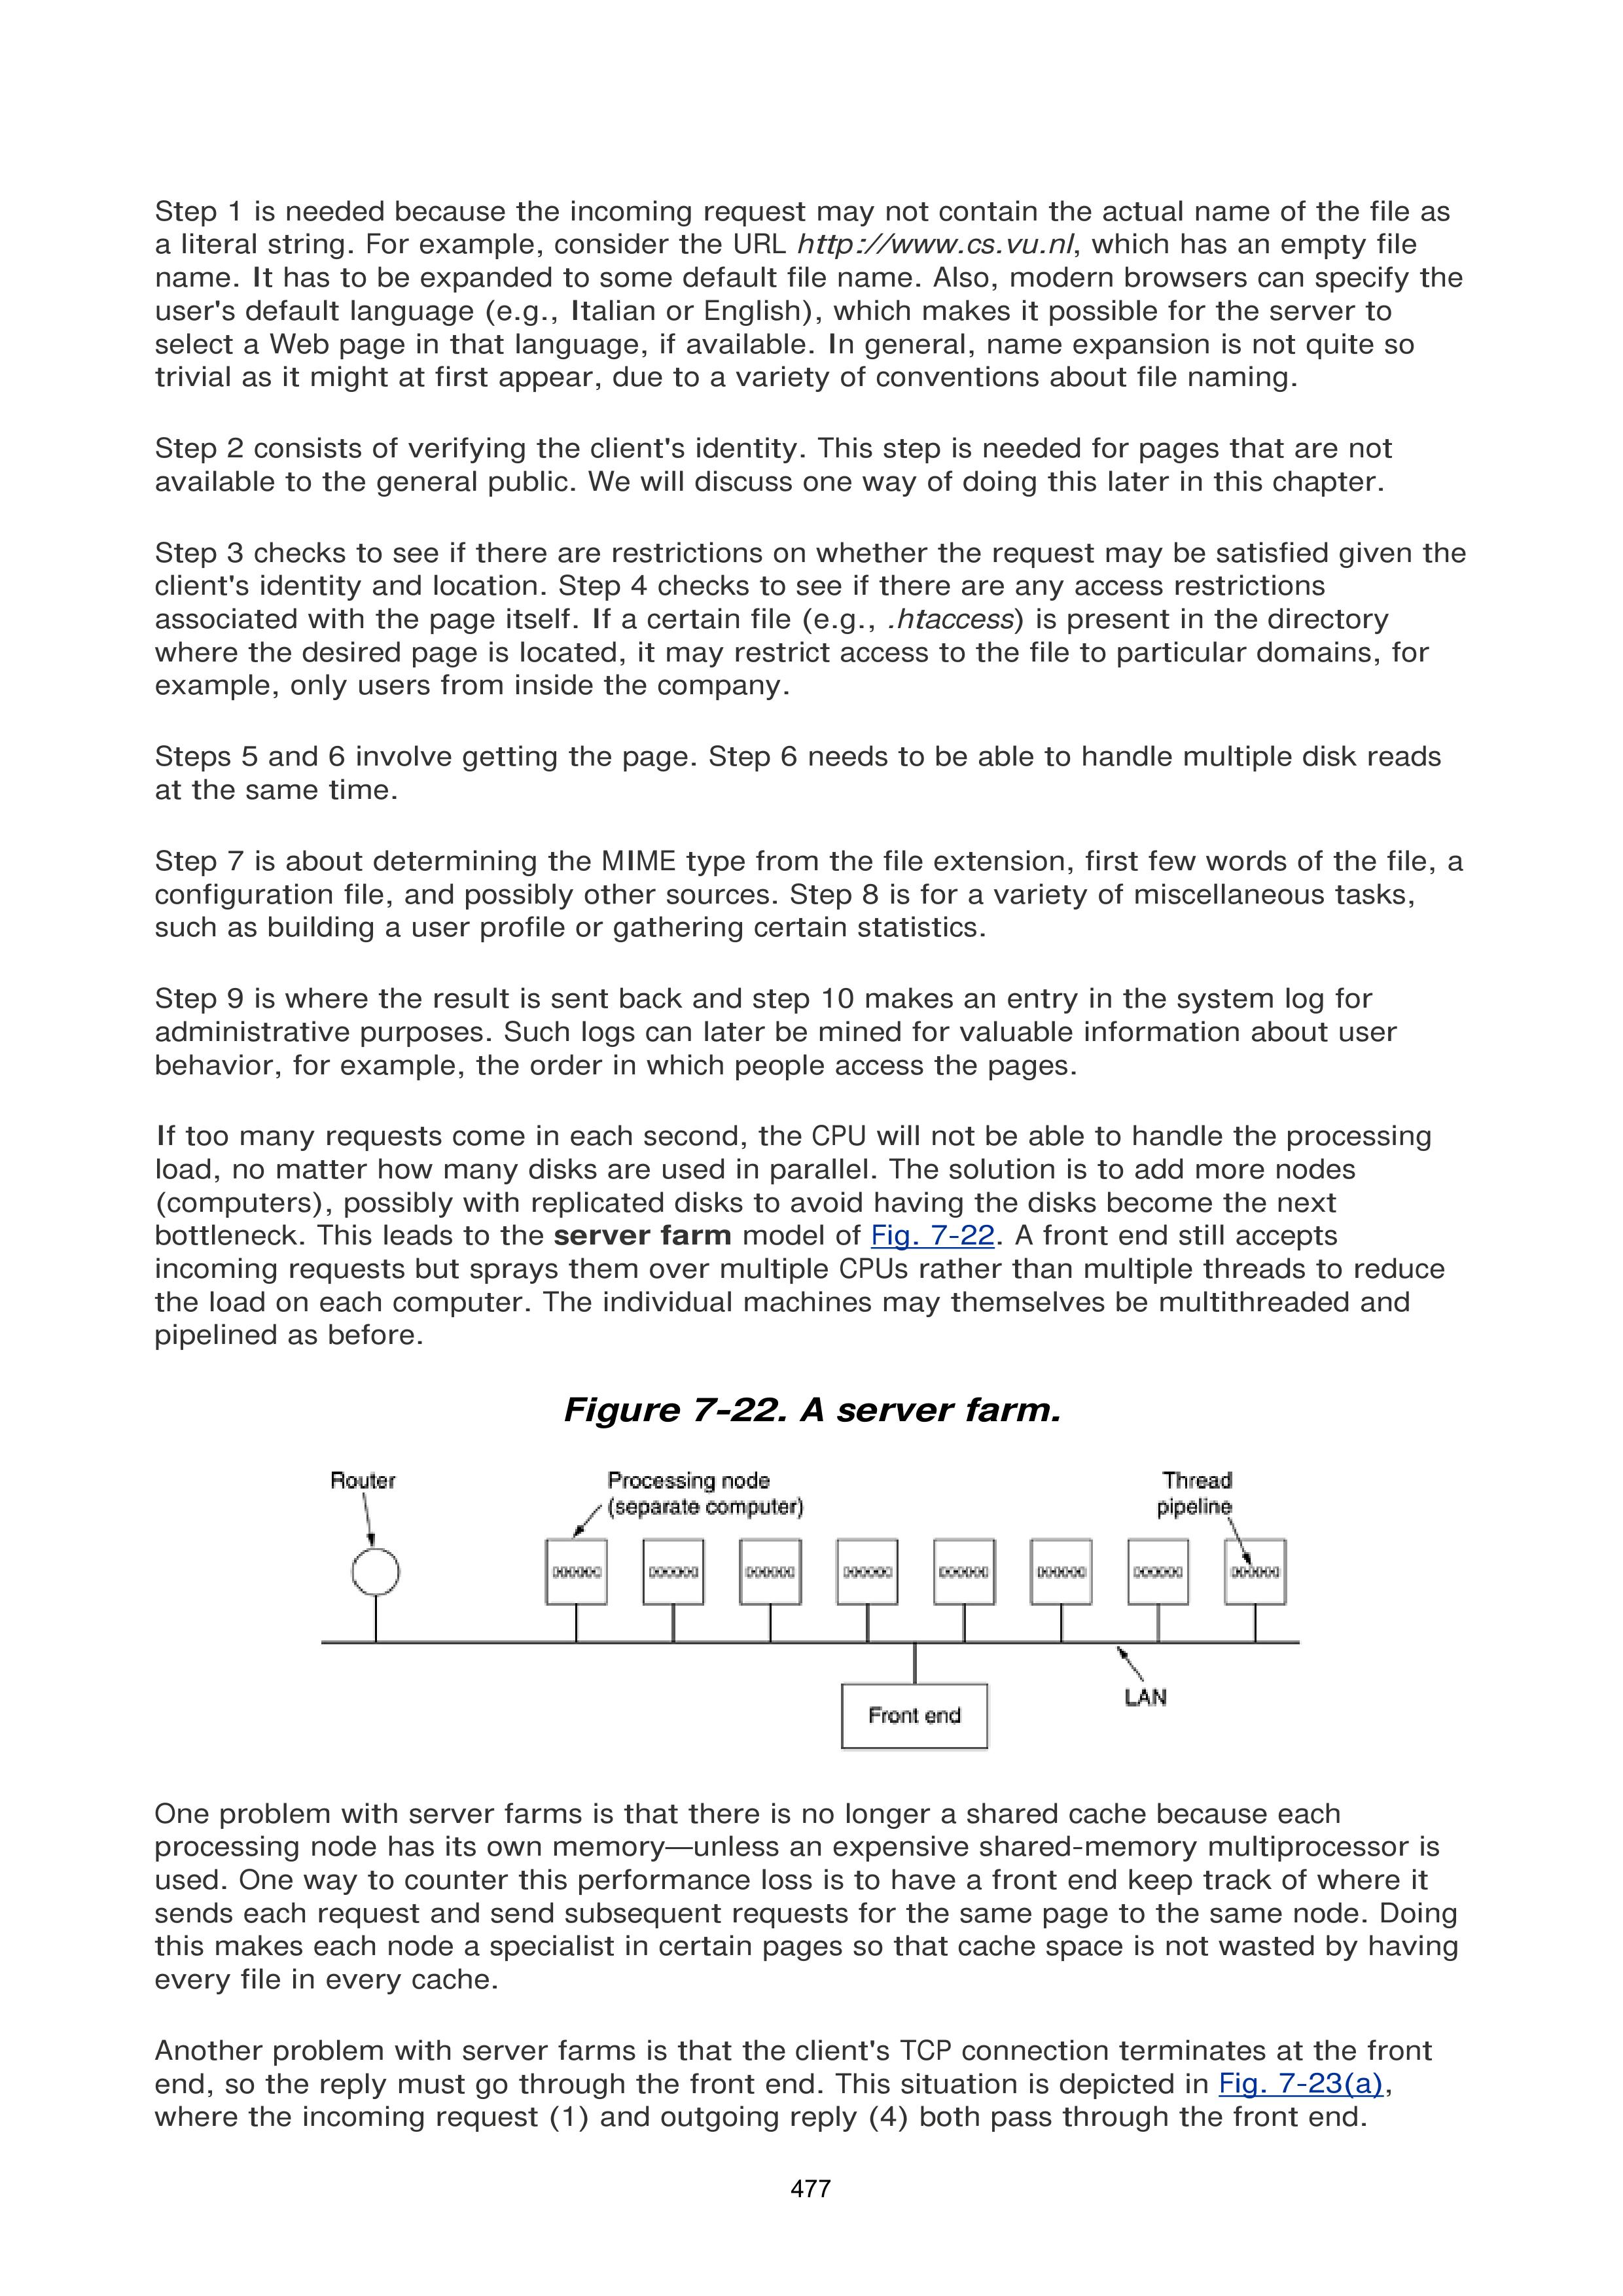 Step 1 is needed because the incoming request may not contain the actual name of the file as
a literal string. For example, consider the URL http://www.cs.vu.nl, which has an empty file
name. It has to be expanded to some default file name. Also, modern browsers can specify the
user's default language (e.g., Italian or English), which makes it possible for the server to
select a Web page in that language, if available. In general, name expansion is not quite so
trivial as it might at first appear, due to a variety of conventions about file naming.
Step 2 consists of verifying the client's identity. This step is needed for pages that are not
available to the general public. We will discuss one way of doing this later in this chapter.
Step 3 checks to see if there are restrictions on whether the request may be satisfied given the
client's identity and location. Step 4 checks to see if there are any access restrictions
associated with the page itself. If a certain file (e.g., .htaccess) is present in the directory
where the desired page is located, it may restrict access to the file to particular domains, for
example, only users from inside the company.
Steps 5 and 6 involve getting the page. Step 6 needs to be able to handle multiple disk reads
at the same time.
Step 7 is about determining the MIME type from the file extension, first few words of the file, a
configuration file, and possibly other sources. Step 8 is for a variety of miscellaneous tasks,
such as building a user profile or gathering certain statistics.
Step 9 is where the result is sent back and step 10 makes an entry in the system log for
administrative purposes. Such logs can later be mined for valuable information about user
behavior, for example, the order in which people access the pages.
If too many requests come in each second, the CPU will not be able to handle the processing
load, no matter how many disks are used in parallel. The solution is to add more nodes
(computers), possibly with replicated disks to avoid having the disks become the next
bottleneck. This leads to the server farm model of Fig. 7-22. A front end still accepts
incoming requests but sprays them over multiple CPUs rather than multiple threads to reduce
the load on each computer. The individual machines may themselves be multithreaded and
pipelined as before.
Figure 7-22. A server farm.
Router
Processing node
(separate computer)
Thread
pipeline
LAN
Front end
One problem with server farms is that there is no longer a shared cache because each
processing node has its own memory—unless an expensive shared-memory multiprocessor is
used. One way to counter this performance loss is to have a front end keep track of where it
sends each request and send subsequent requests for the same page to the same node. Doing
this makes each node a specialist in certain pages so that cache space is not wasted by having
every file in every cache.
Another problem with server farms is that the client's TCP connection terminates at the front
end, so the reply must go through the front end. This situation is depicted in Fig. 7-23(a),
where the incoming request (1) and outgoing reply (4) both pass through the front end.
477